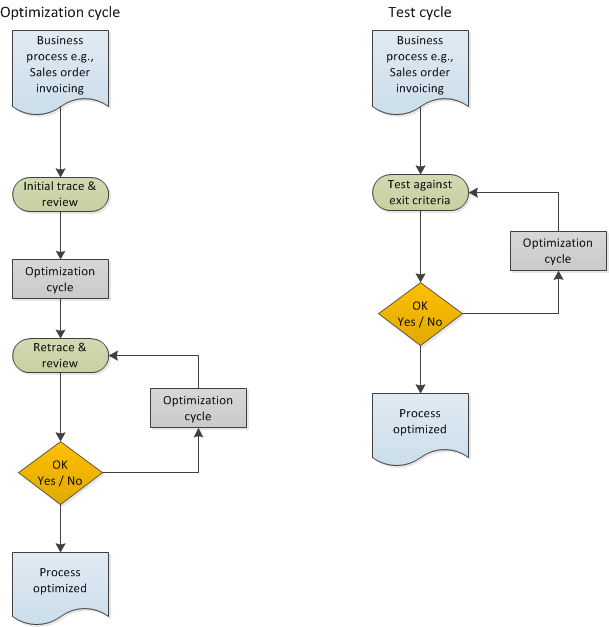 Optimization cycle
Business
process e.g.,
Sales order
invoicing
Initial trace &
review
Optimization
cycle
Retrace &
review
Optimization
cycle
OK
Yes / No
Process
optimized
Test cycle
Business
process e.g.,
Sales order
invoicing
Test against
exit criteria
Optimization
cycle
OK
Yes / No
Process
optimized